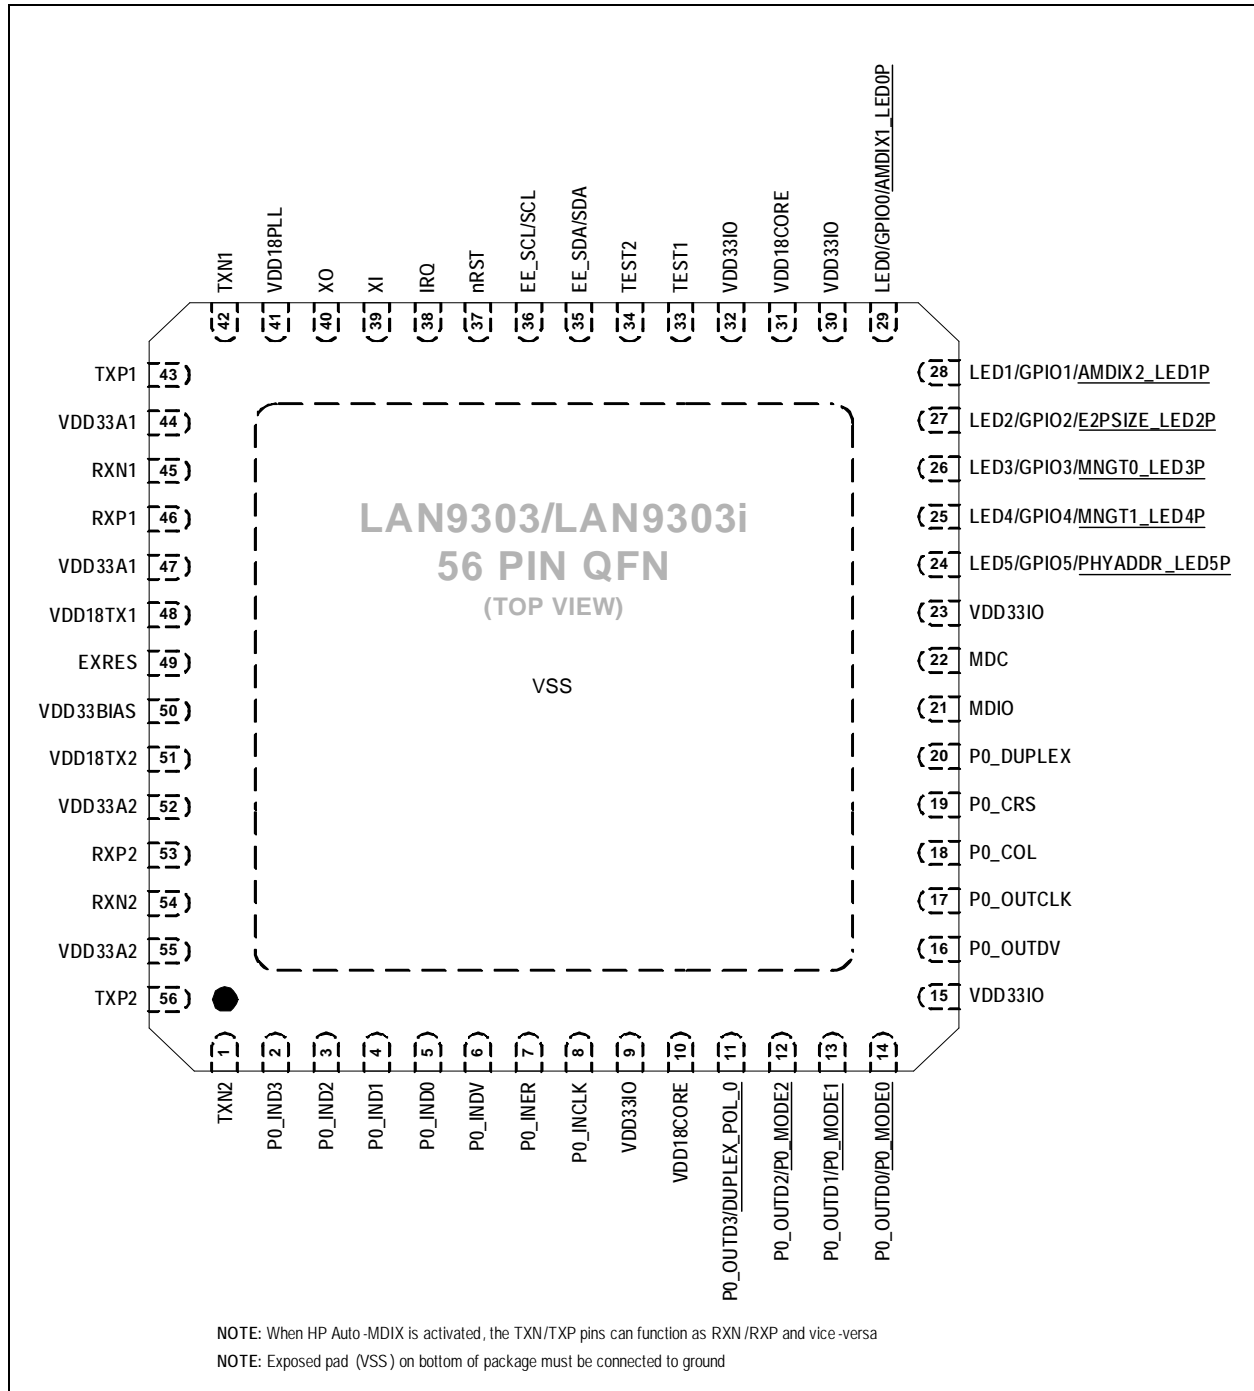 TXN1
VDD18PLL
XO
XI
IRQ
nRST
EE_SCL/SCL
EE_SDA/SDA
TEST2
TEST1
VDD33IO
VDD18CORE
VDD33IO
LED0/GPIO0/AMDIX1_LED0P
42
41
40
39
38
37
36
35
34
33
32
31
30
29
TXP1 43
VDD33A1 44
RXN1 45
RXP1 46
VDD33A1 47
VDD18TX1 48
EXRES 49
VDD33BIAS 50
VDD18TX2 51
VDD33A2 52
RXP2 53
RXN2 54
VDD33A2 55
TXP2 56
LAN9303/LAN9303i
56 PIN QFN
(TOP VIEW)
VSS
28 LED1/GPIO1/AMDIX2_LED1P
27 LED2/GPIO2/E2PSIZE_LED2P
26 LED3/GPIO3/MNGT0_LED3P
25 LED4/GPIO4/MNGT1_LED4P
24 LED5/GPIO5/PHYADDR_LED5P
23 VDD33IO
22 MDC
21 MDIO
20 P0_DUPLEX
19 P0_CRS
18 P0_COL
17 P0_OUTCLK
16 P0_OUTDV
15 VDD33IO
1
2
3
4
5
6
7
8
9
10
11
12
13
14
TXN2
P0_IND3
P0_IND2
P0_IND1
P0_IND0
P0_INDV
P0_INER
P0_INCLK
VDD33IO
VDD18CORE
P0_OUTD3/DUPLEX_POL_0
P0_OUTD2/P0_MODE2
P0_OUTD1/P0_MODE1
P0_OUTD0/P0_MODE0
NOTE: When HP Auto-MDIX is activated, the TXN/TXP pins can function as RXN/RXP and vice-versa
NOTE: Exposed pad (VSS) on bottom of package must be connected to ground